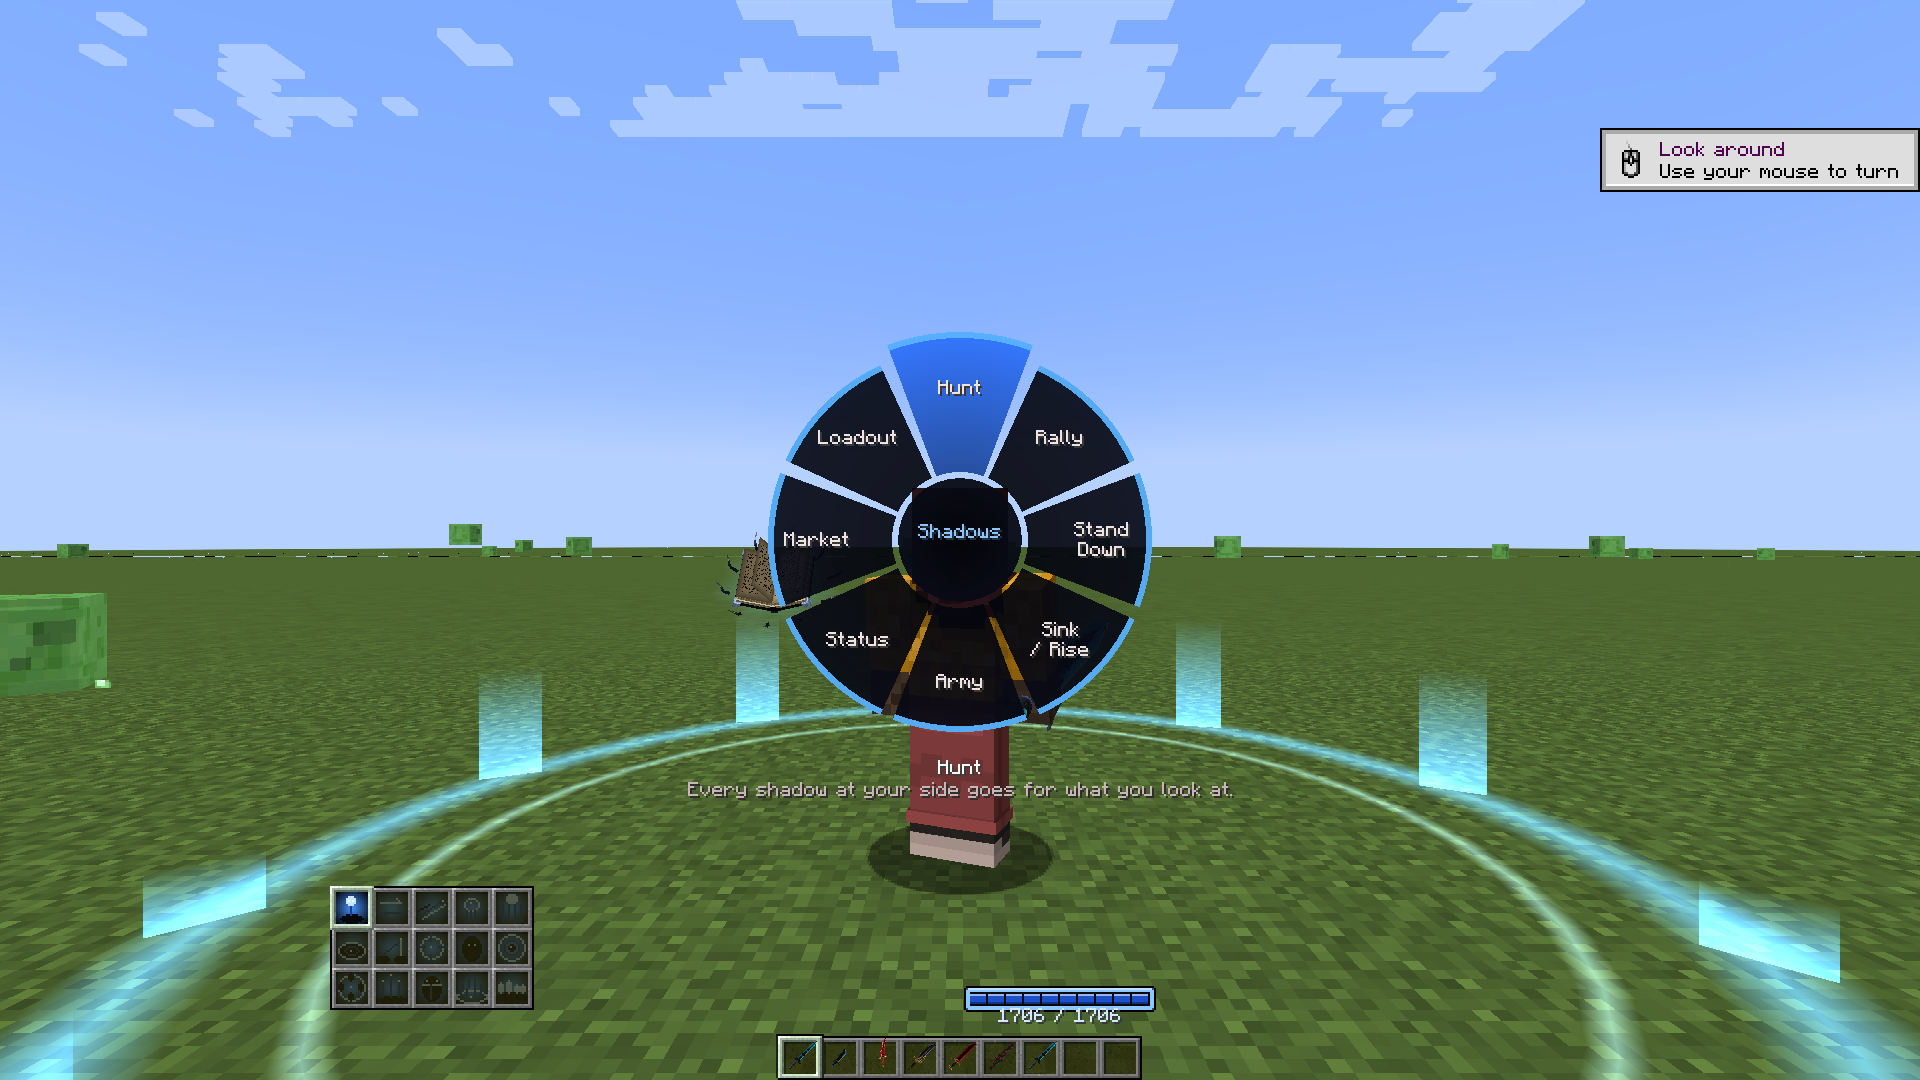 Look around
Use your mouse to turn
Hunt
Loadout
Rally
Shadows
Market
Stand
Down
Status
Sink
/ Rise
Army
Hunt
Every shadow at your side goes for what you look at.
1706 / 1706